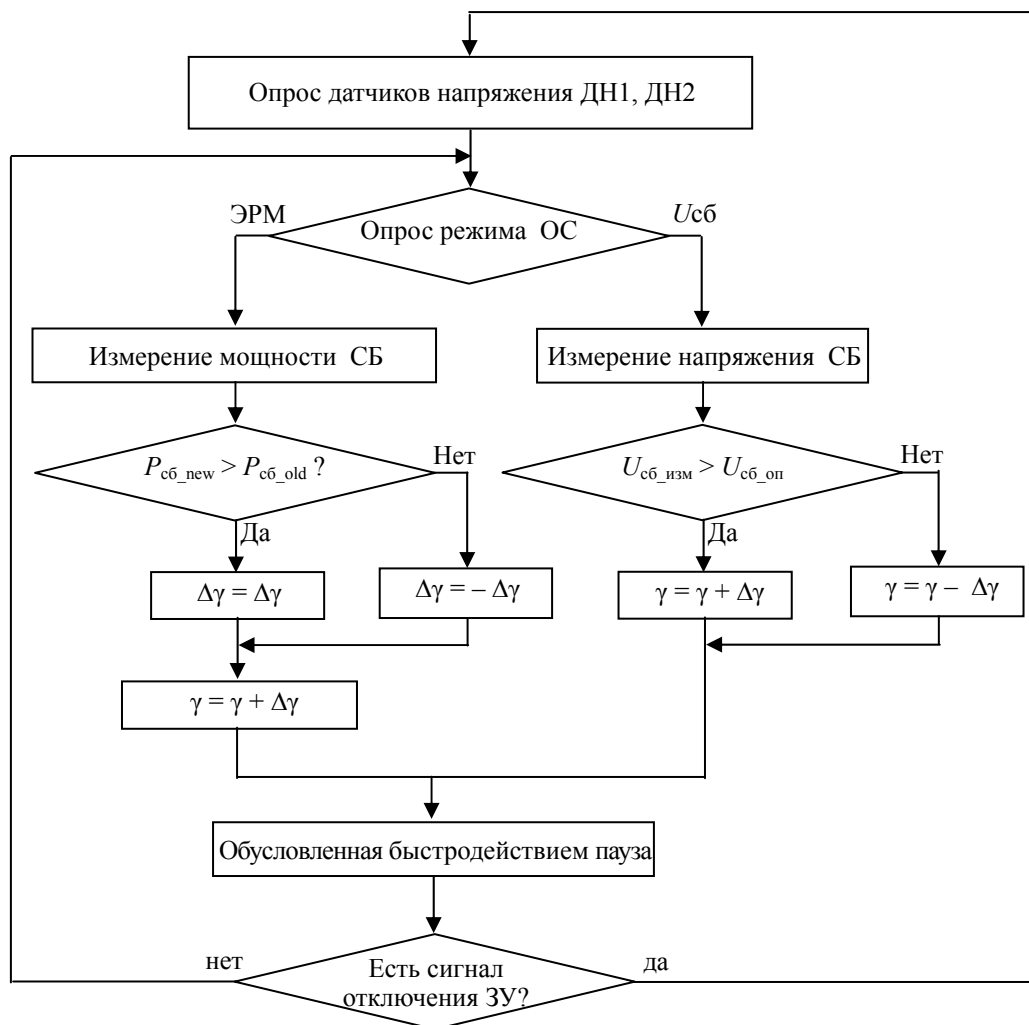 Опрос датчиков напряжения ДН1, ДН2
ЭРМ
Uсб
Опрос режима ОС
Измерение мощности СБ
Измерение напряжения СБ
Pсб_new > Pсб_old ?
Нет
Uсб_изм > Uсб_оп
Нет
Да
Да
Δγ = Δγ
Δγ = – Δγ
γ = γ + Δγ
γ = γ – Δγ
γ = γ + Δγ
Обусловленная быстродействием пауза
нет
Есть сигнал
отключения ЗУ?
да